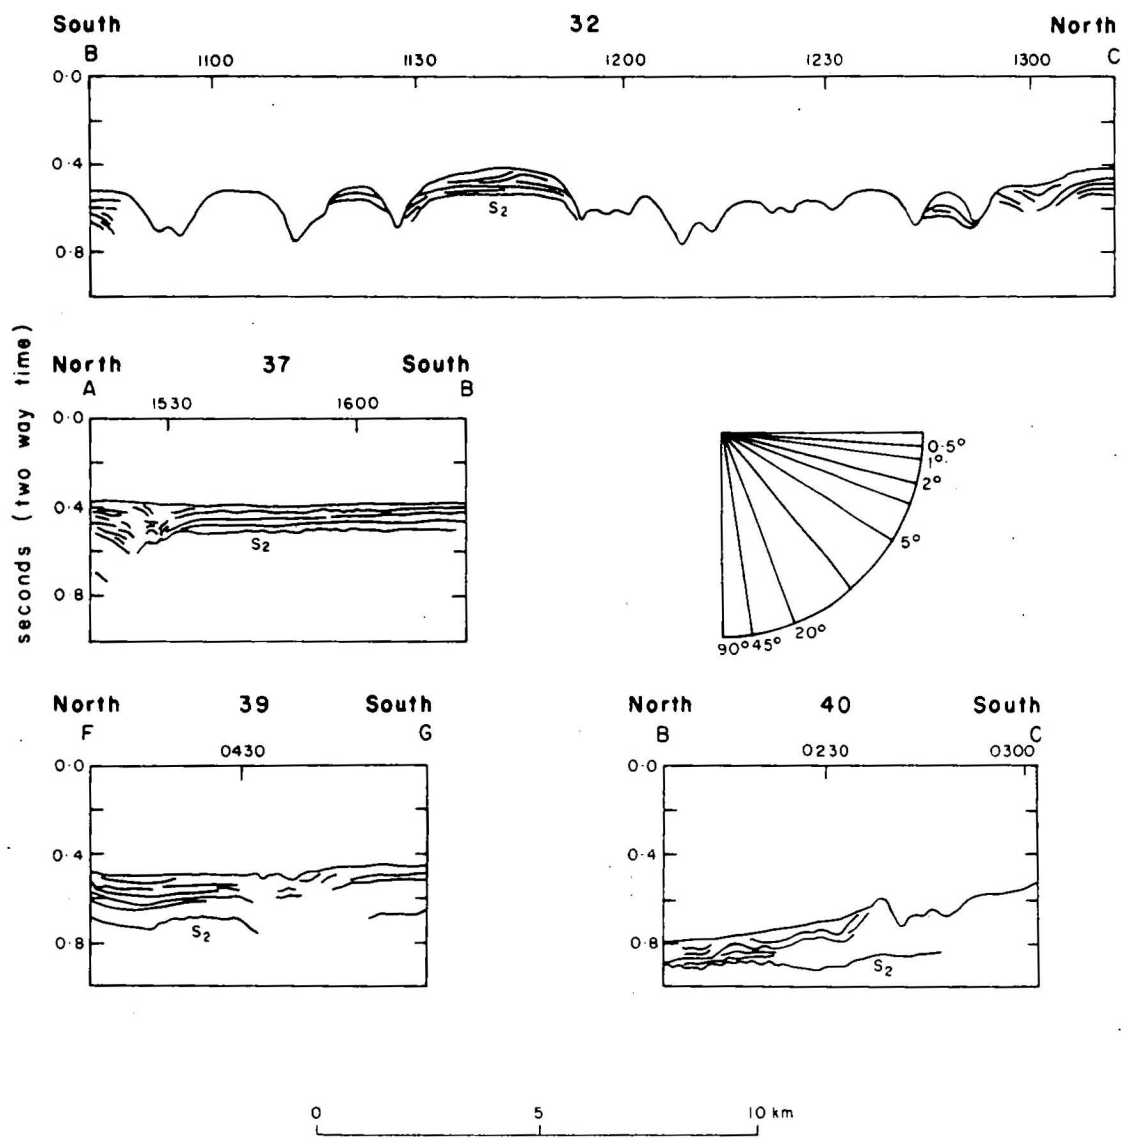 South 32 North
B 1100 1130 1200 1230 1300 C
0·0
0·4
S2
0·8
seconds (two way time)
North 37 South
A 1530 1600 B
0·0
0·4
S2
0·8
0·5°
1°
2°
5°
20°
45°
90°
North 39 South
F 0430 G
0·0
0·4
S2
0·8
North 40 South
B 0230 0300 C
0·0
0·4
0·8
S2
0 5 10 km